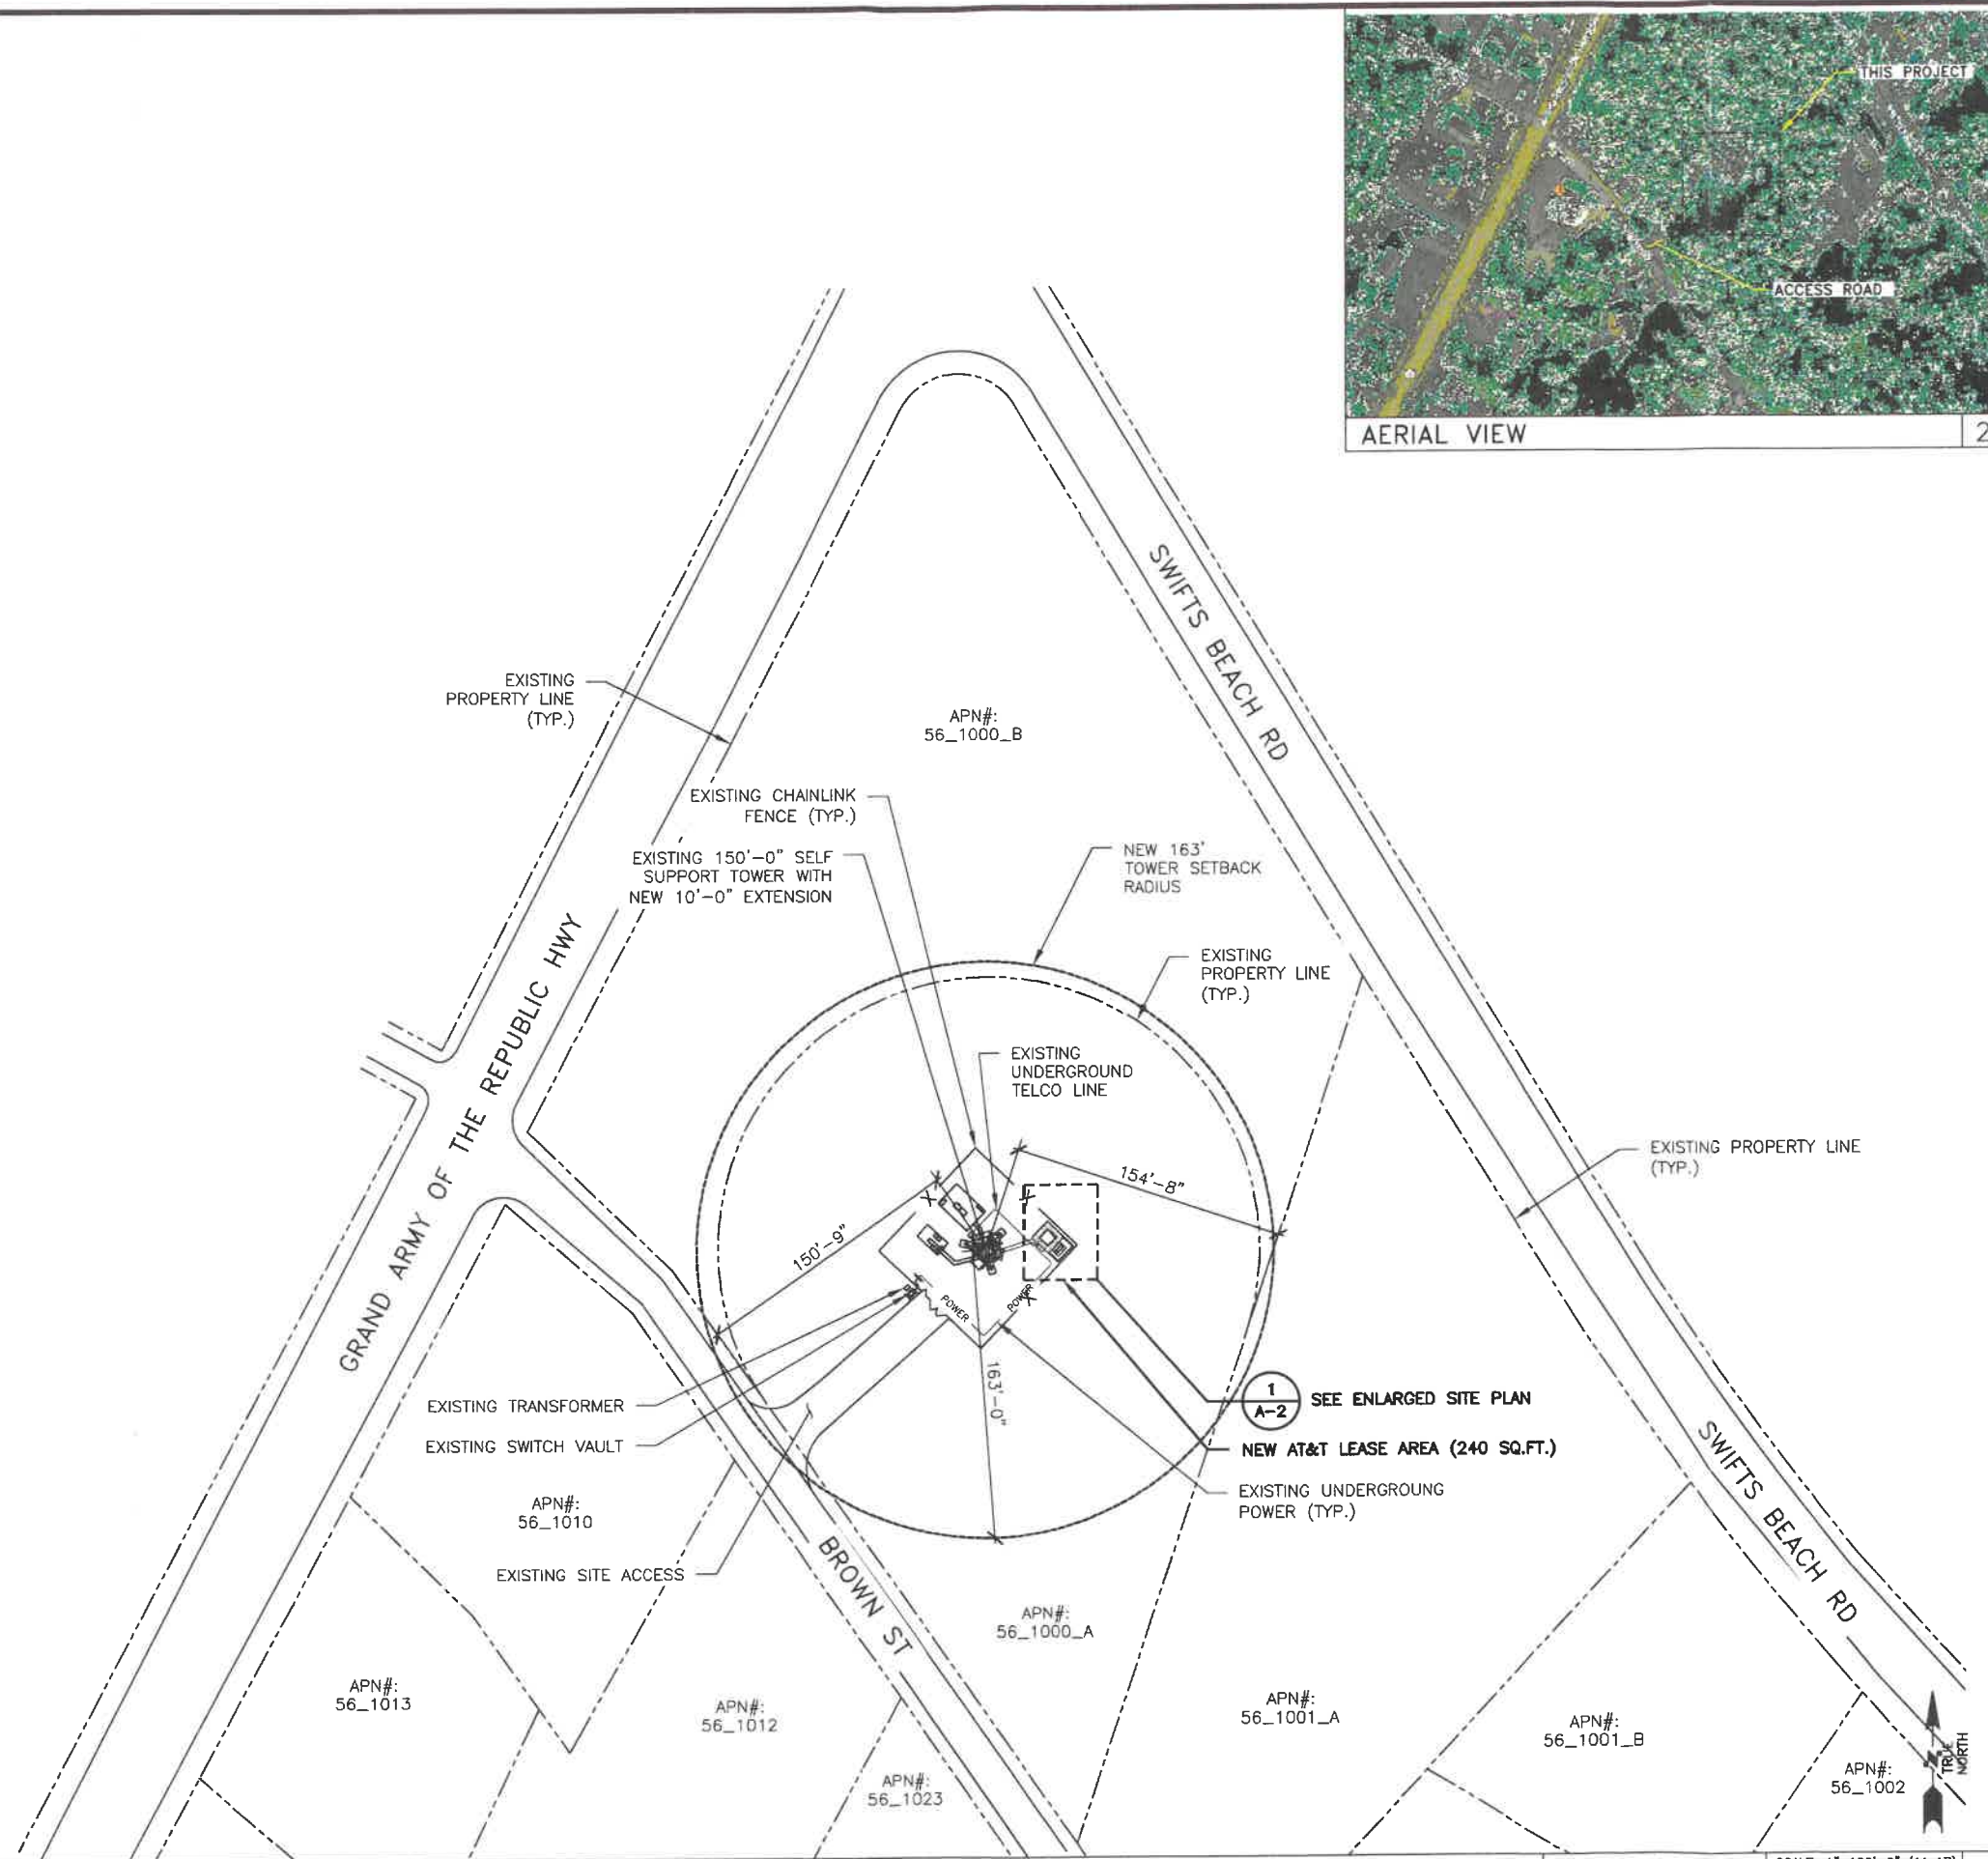 THIS PROJECT
ACCESS ROAD
AERIAL VIEW
2
SWIFTS BEACH RD
EXISTING
PROPERTY LINE
(TYP.)
APN#:
56_1000_B
EXISTING CHAINLINK
FENCE (TYP.)
EXISTING 150'-0" SELF
SUPPORT TOWER WITH
NEW 10'-0" EXTENSION
NEW 163'
TOWER SETBACK
RADIUS
EXISTING
PROPERTY LINE
(TYP.)
GRAND ARMY OF THE REPUBLIC HWY
EXISTING
UNDERGROUND
TELCO LINE
EXISTING PROPERTY LINE
(TYP.)
154'-8"
150'-9"
POWER
POWER
163'-0"
EXISTING TRANSFORMER
EXISTING SWITCH VAULT
1
A-2
SEE ENLARGED SITE PLAN
NEW AT&T LEASE AREA (240 SQ.FT.)
EXISTING UNDERGROUNG
POWER (TYP.)
APN#:
56_1010
EXISTING SITE ACCESS
BROWN ST
SWIFTS BEACH RD
APN#:
56_1000_A
APN#:
56_1013
APN#:
56_1012
APN#:
56_1001_A
APN#:
56_1001_B
APN#:
56_1023
APN#:
56_1002
N
TRUE
NORTH